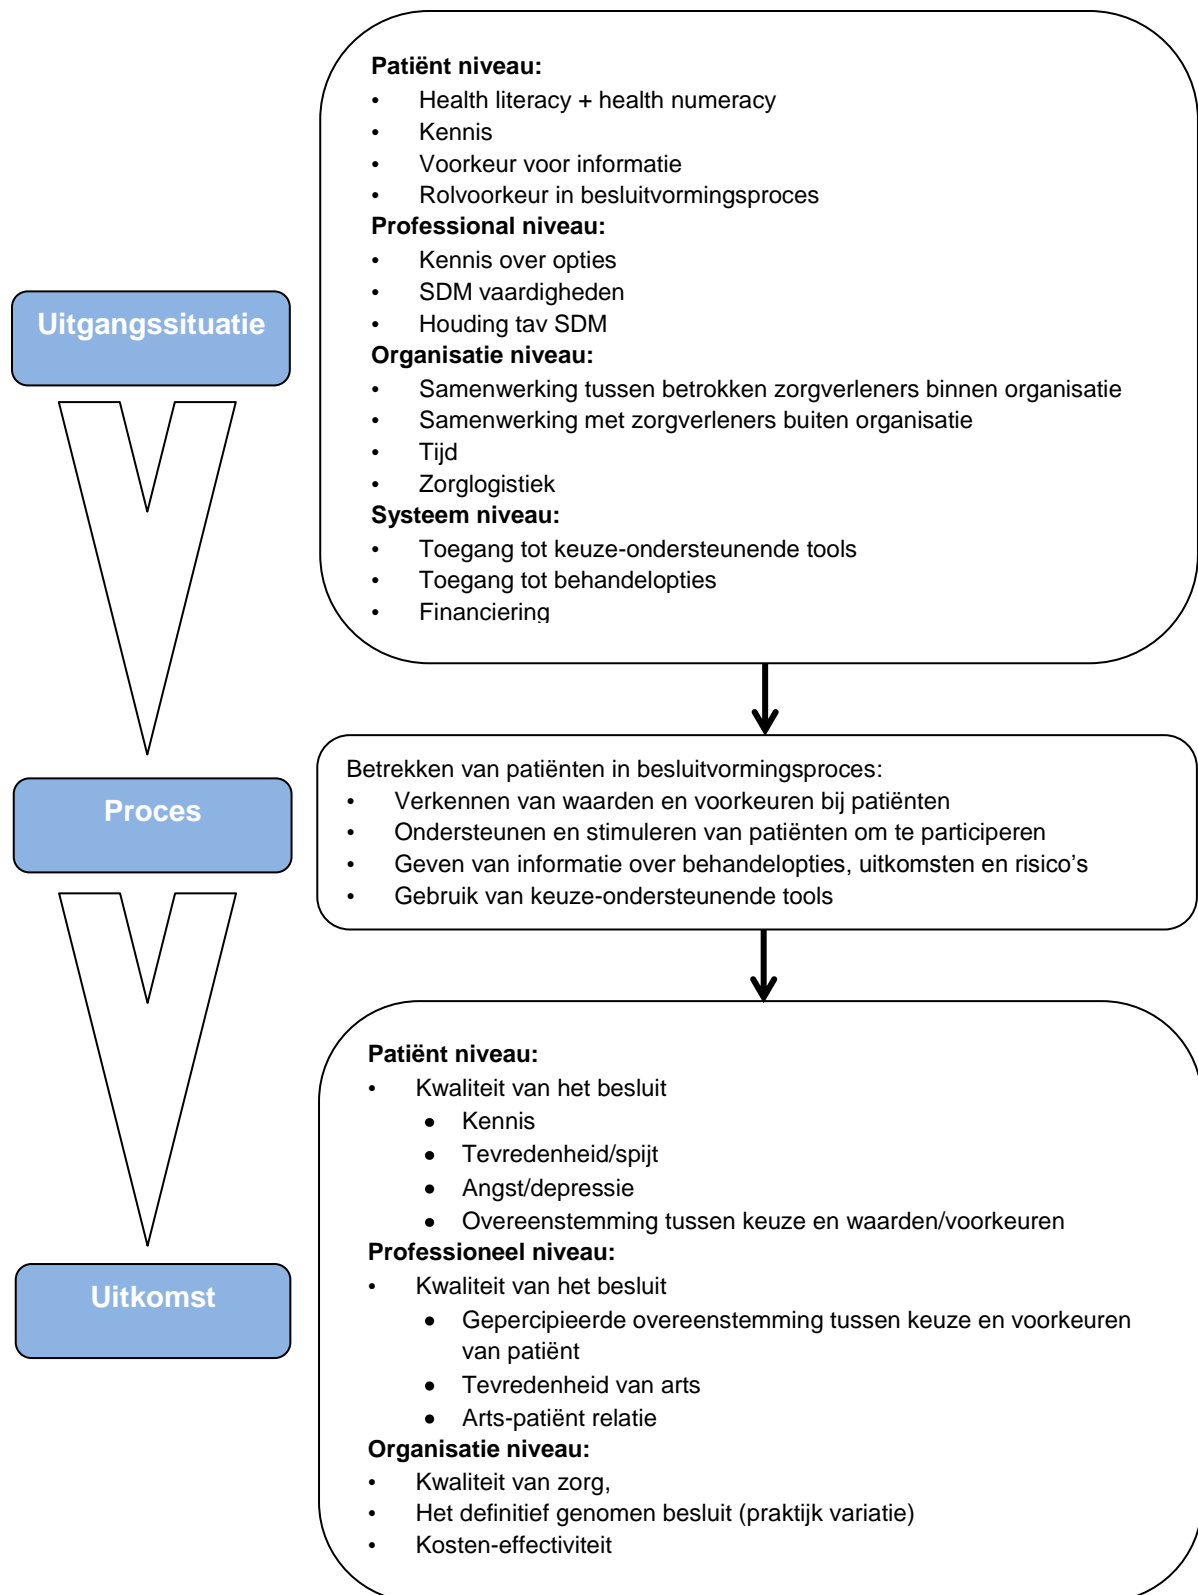 Patiënt niveau:
• Health literacy + health numeracy
• Kennis
• Voorkeur voor informatie
• Rolvoorkeur in besluitvormingsproces
Professional niveau:
• Kennis over opties
• SDM vaardigheden
• Houding tav SDM
Organisatie niveau:
• Samenwerking tussen betrokken zorgverleners binnen organisatie
• Samenwerking met zorgverleners buiten organisatie
• Tijd
• Zorglogistiek
Systeem niveau:
• Toegang tot keuze-ondersteunende tools
• Toegang tot behandelopties
• Financiering
Uitgangssituatie
Betrekken van patiënten in besluitvormingsproces:
• Verkennen van waarden en voorkeuren bij patiënten
• Ondersteunen en stimuleren van patiënten om te participeren
• Geven van informatie over behandelopties, uitkomsten en risico’s
• Gebruik van keuze-ondersteunende tools
Proces
Patiënt niveau:
• Kwaliteit van het besluit
• Kennis
• Tevredenheid/spijt
• Angst/depressie
• Overeenstemming tussen keuze en waarden/voorkeuren
Professioneel niveau:
• Kwaliteit van het besluit
• Gepercipieerde overeenstemming tussen keuze en voorkeuren
van patiënt
• Tevredenheid van arts
• Arts-patiënt relatie
Organisatie niveau:
• Kwaliteit van zorg,
• Het definitief genomen besluit (praktijk variatie)
• Kosten-effectiviteit
Uitkomst